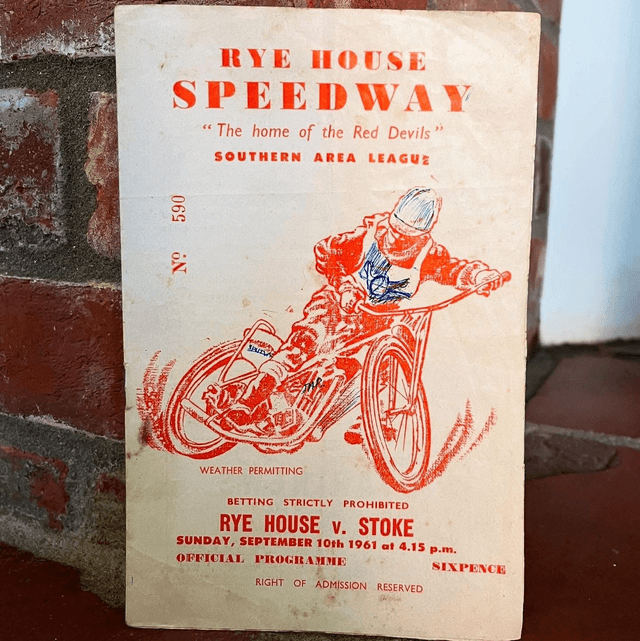 RYE HOUSE
SPEEDWAY
"The home of the Red Devils"
SOUTHERN AREA LEAGUE
Nº 590
WEATHER PERMITTING
BETTING STRICTLY PROHIBITED
RYE HOUSE v. STOKE
SUNDAY, SEPTEMBER 10th 1961 at 4.15 p.m.
OFFICIAL PROGRAMME SIXPENCE
RIGHT OF ADMISSION RESERVED